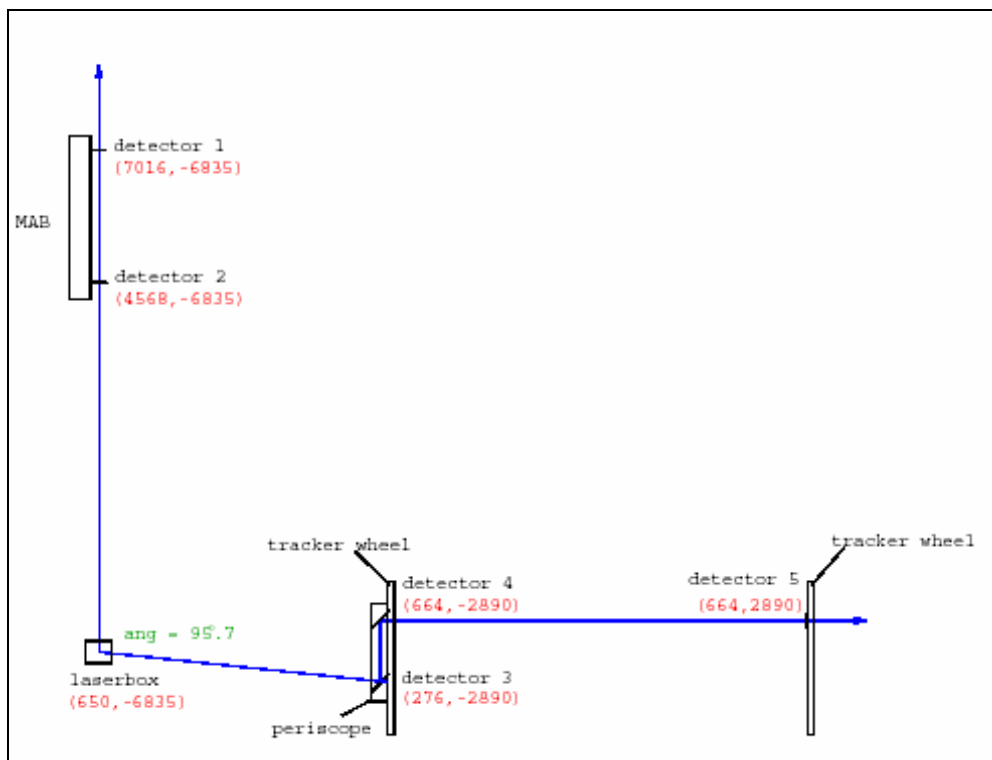 detector 1
(7016,-6835)
MAB
detector 2
(4568,-6835)
tracker wheel
tracker wheel
detector 4
(664,-2890)
detector 5
(664,2890)
ang = 95.7°
laserbox
(650,-6835)
detector 3
(276,-2890)
periscope